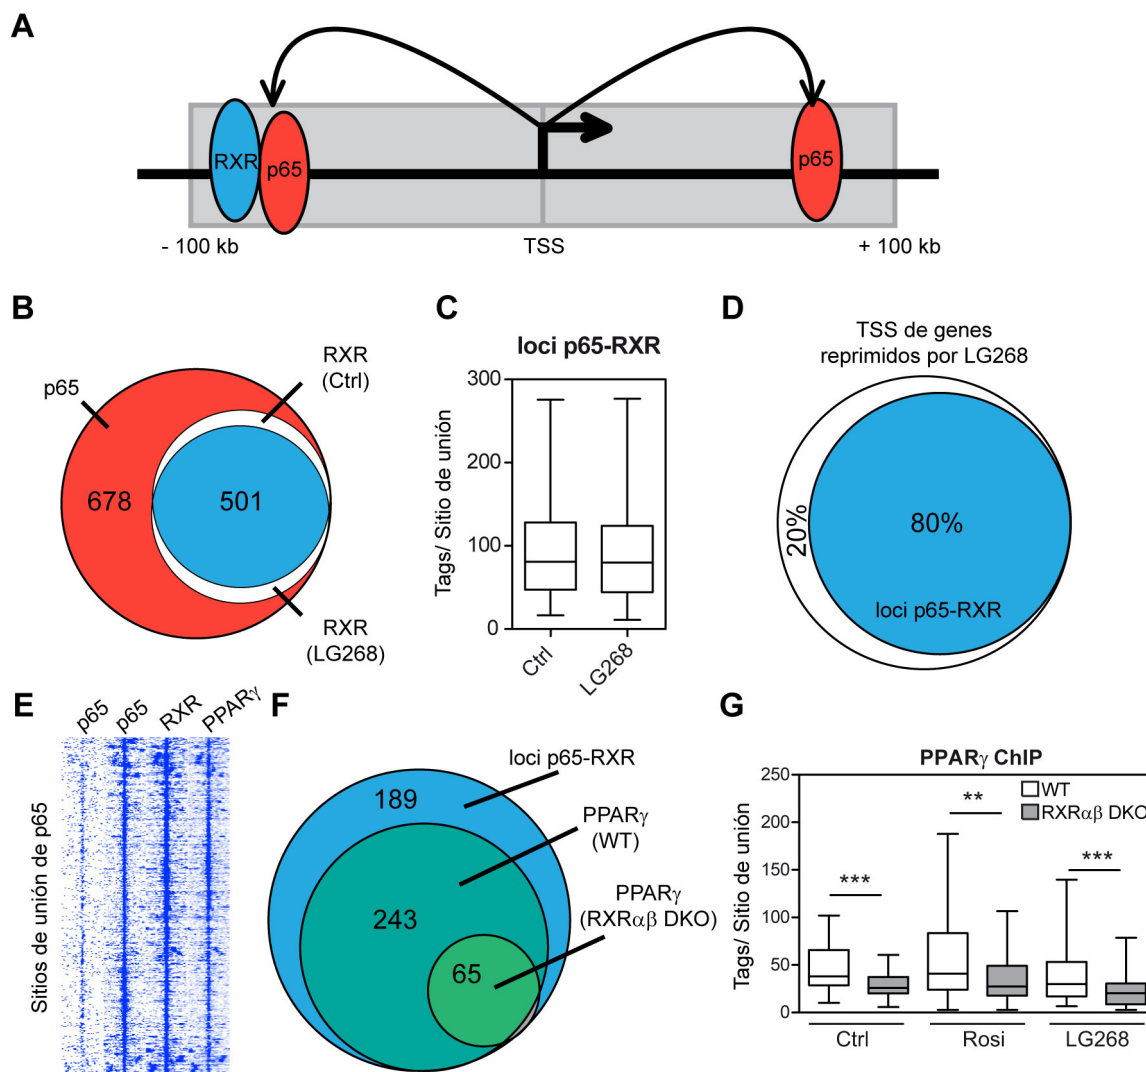 A
RXR
p65
p65
- 100 kb
TSS
+ 100 kb
B
p65
RXR
(Ctrl)
678
501
RXR
(LG268)
C
loci p65-RXR
Tags/ Sitio de unión
300
200
100
0
Ctrl
LG268
D
TSS de genes
reprimidos por LG268
20%
80%
loci p65-RXR
E
p65
p65
RXR
PPARγ
Sitios de unión de p65
F
loci p65-RXR
189
PPARγ
(WT)
243
PPARγ
(RXRαβ DKO)
65
G
PPARγ ChIP
WT
RXRαβ DKO
Tags/ Sitio de unión
250
200
150
100
50
0
***
**
***
Ctrl
Rosi
LG268